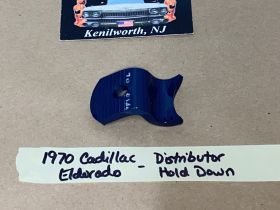 Kenilworth, NJ
1970 Cadillac - Distributor
Eldorado Hold Down